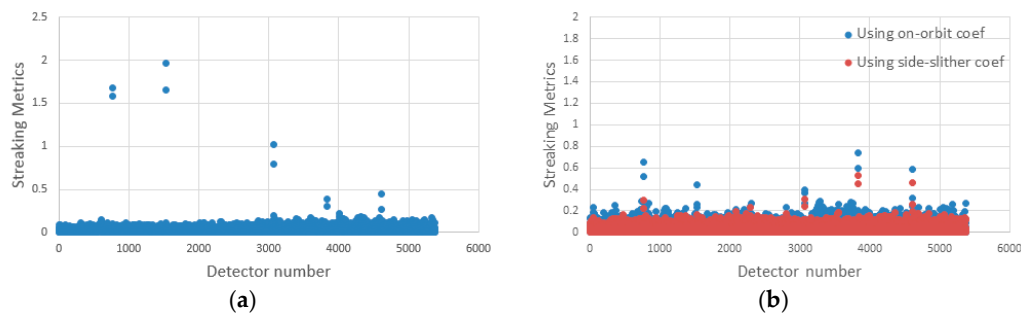 2.5
2
1.5
1
0.5
0
Streaking Metrics
0 1000 2000 3000 4000 5000 6000
Detector number
(a)
2
1.8
1.6
1.4
1.2
1
0.8
0.6
0.4
0.2
0
Streaking Metrics
Using on-orbit coef
Using side-slither coef
0 1000 2000 3000 4000 5000 6000
Detector number
(b)